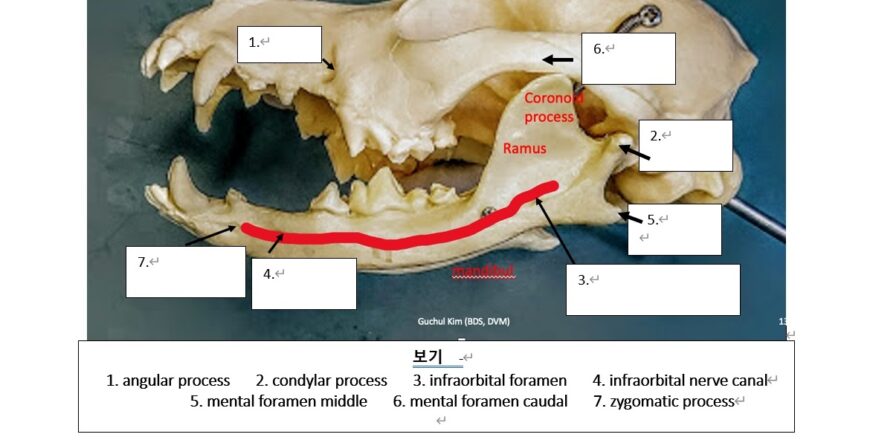 1.↵
6.↵
Coronoid
process
2.↵
Ramus
5.↵
↵
7.↵
4.↵
mandibul
3.↵
Guchul Kim (BDS, DVM)
13
보기 ↵
1. angular process 2. condylar process 3. infraorbital foramen 4. infraorbital nerve canal↵
5. mental foramen middle 6. mental foramen caudal 7. zygomatic process↵
↵